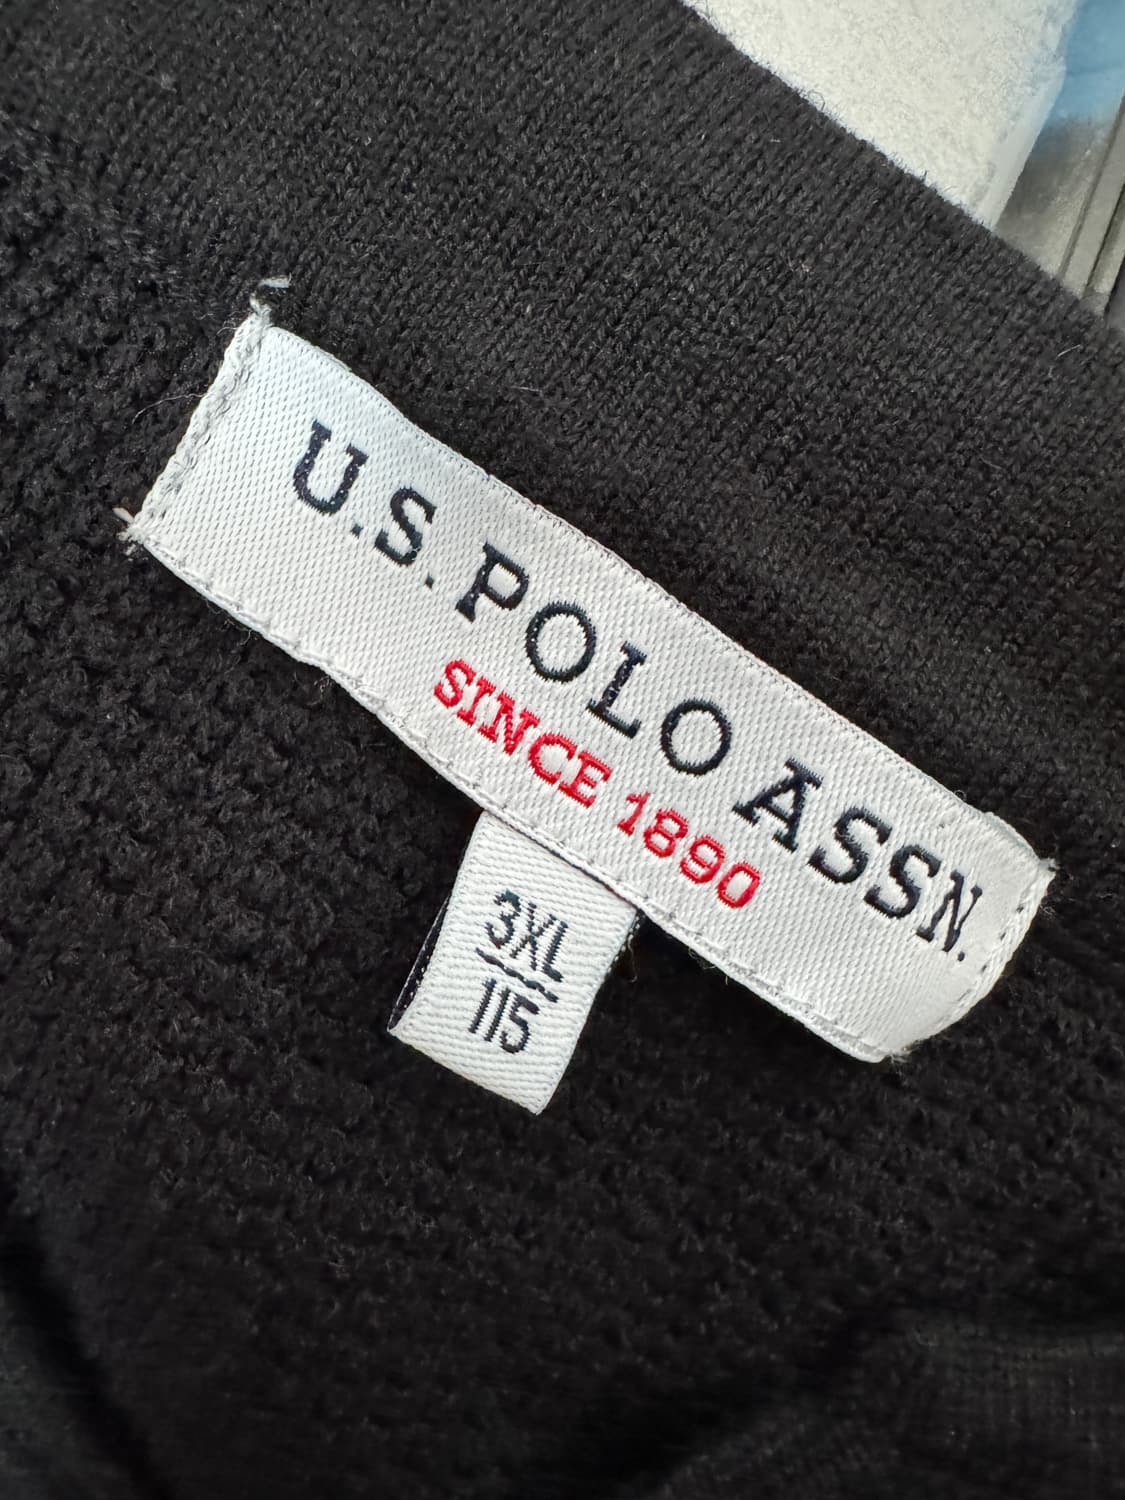 U.S. POLO ASSN.
SINCE 1890
3XL
115